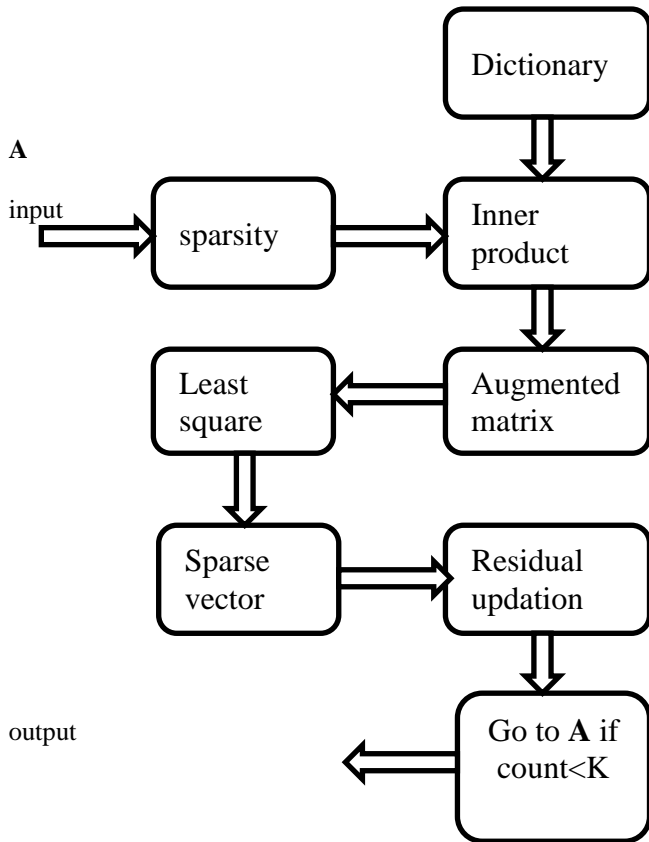 Dictionary
A
input
sparsity
Inner
product
Least
square
Augmented
matrix
Sparse
vector
Residual
updation
output
Go to A if
count<K